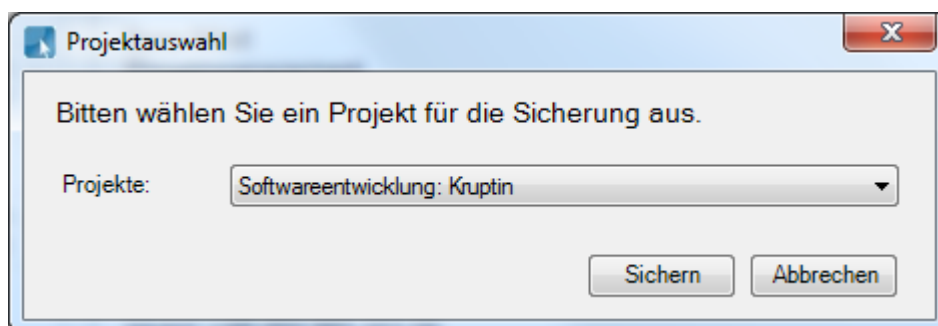 Projektauswahl
Bitten wählen Sie ein Projekt für die Sicherung aus.
Projekte: Softwareentwicklung: Kruptin
Sichern Abbrechen